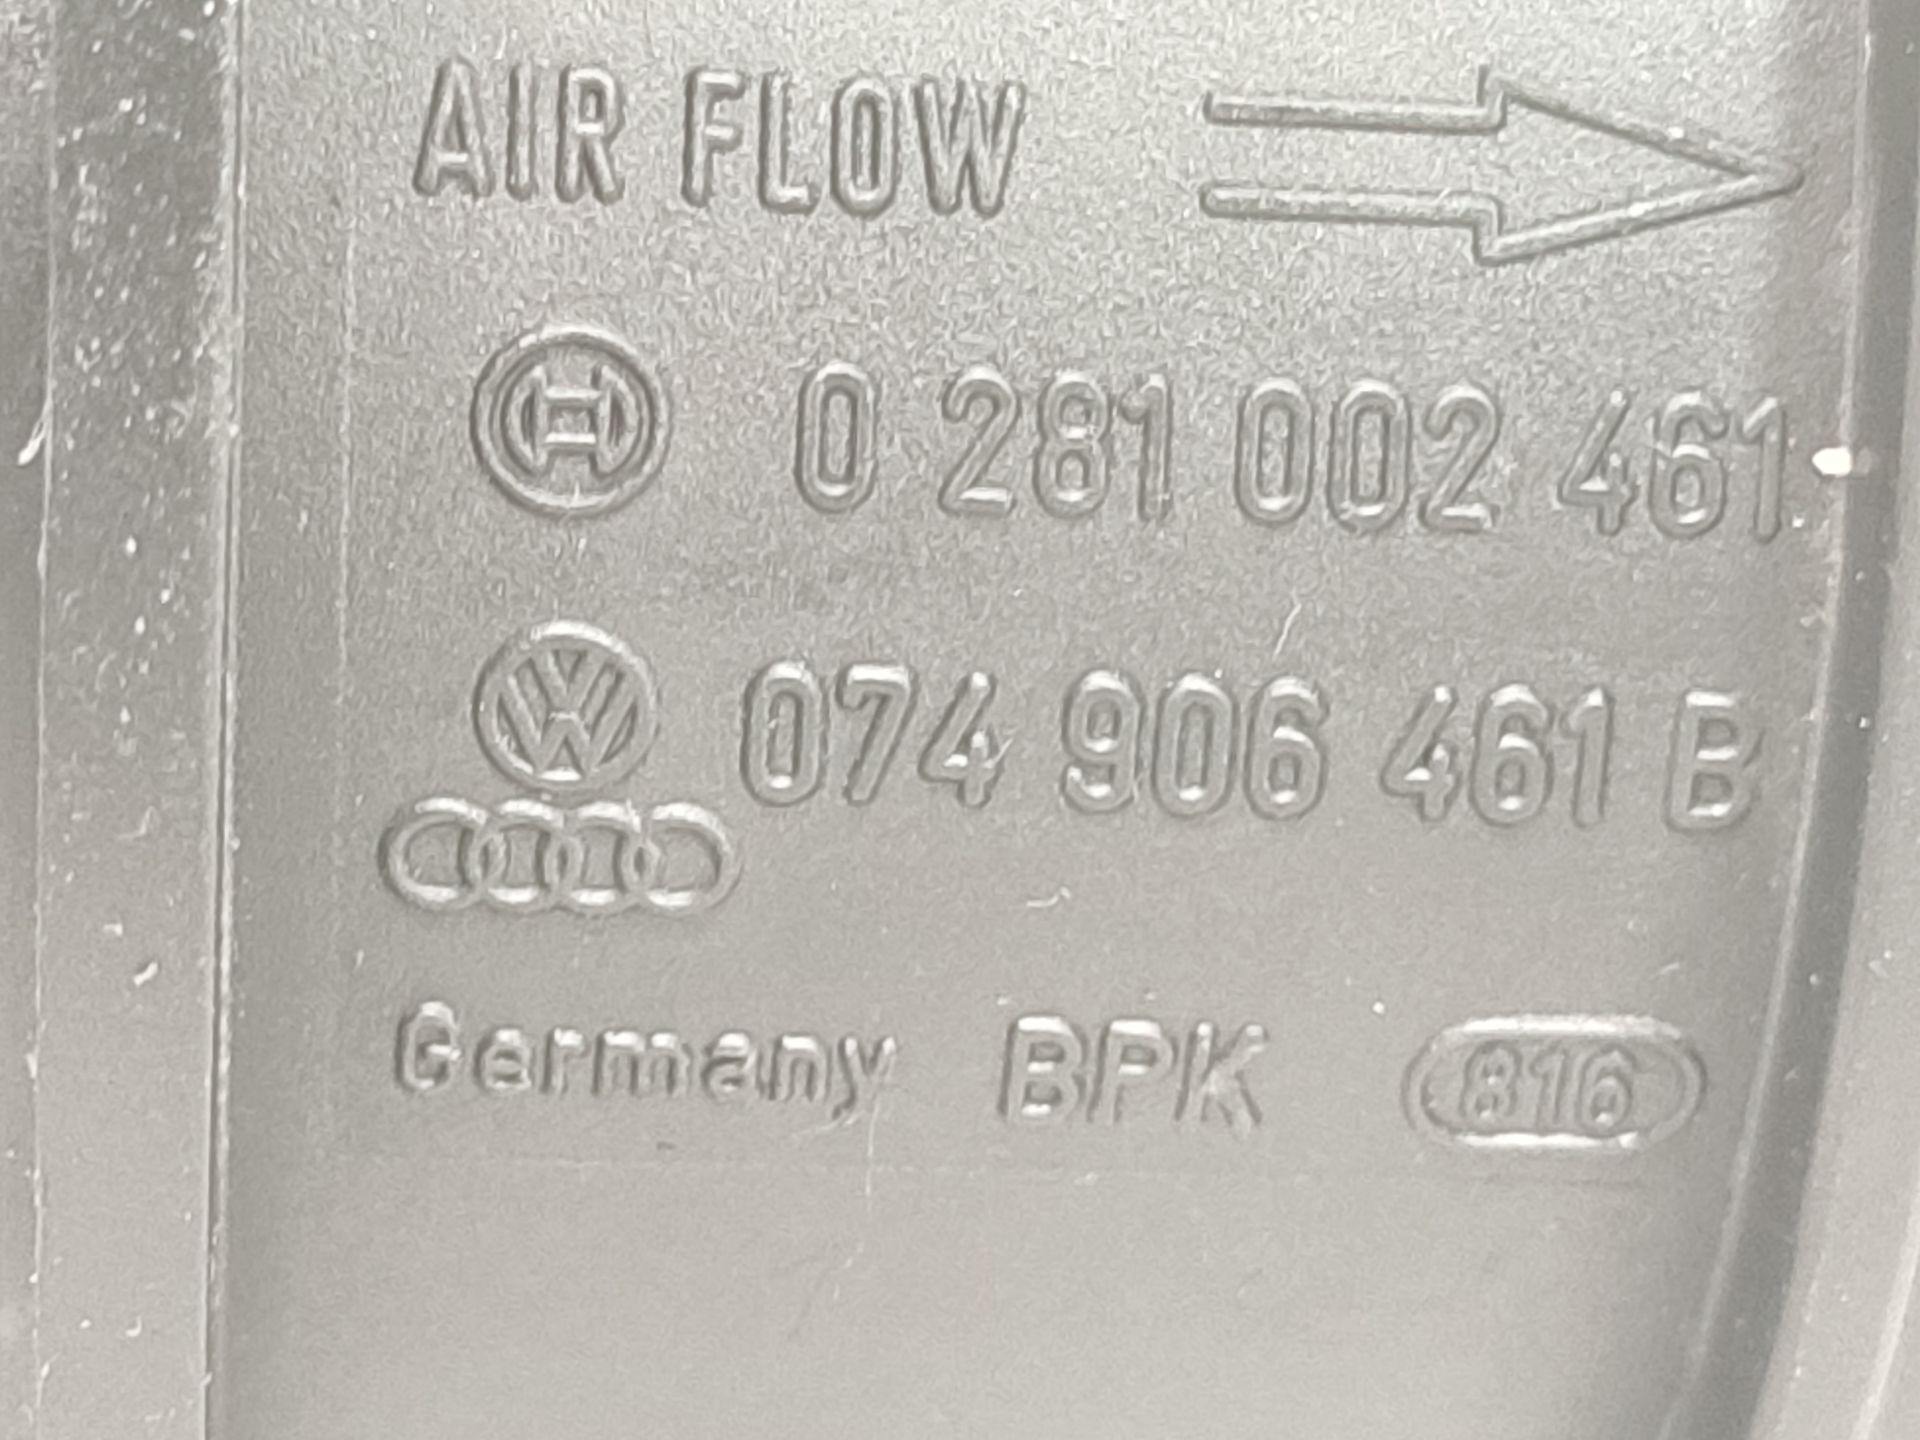 AIR FLOW
0 281 002 461
074 906 461 B
Germany BPK 816